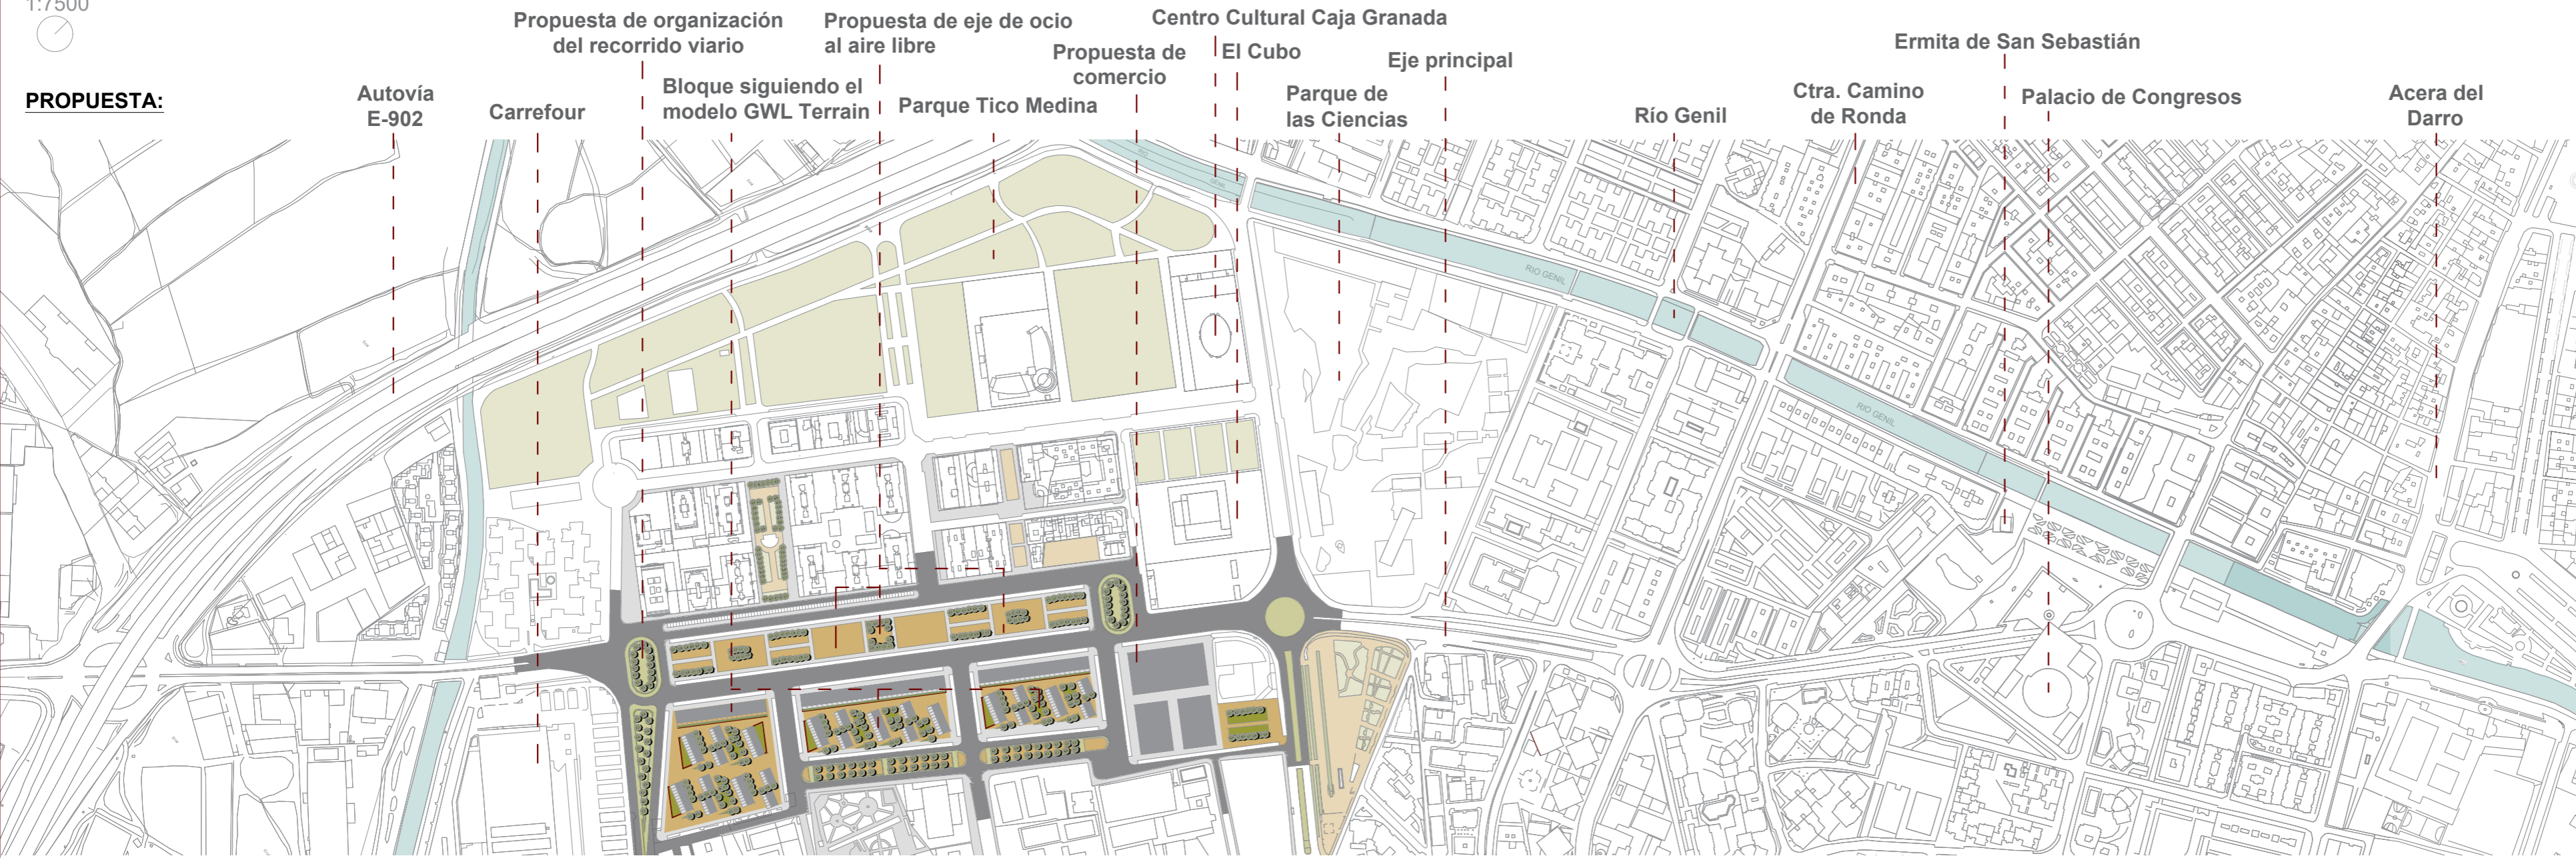 1:7500
PROPUESTA:
Autovía
E-902
Carrefour
Propuesta de organización
del recorrido viario
Bloque siguiendo el
modelo GWL Terrain
Propuesta de eje de ocio
al aire libre
Parque Tico Medina
Propuesta de
comercio
Centro Cultural Caja Granada
El Cubo
Parque de
las Ciencias
Eje principal
Río Genil
Ctra. Camino
de Ronda
Ermita de San Sebastián
Palacio de Congresos
Acera del
Darro
GENIL
RIO GENIL
RIO GENIL